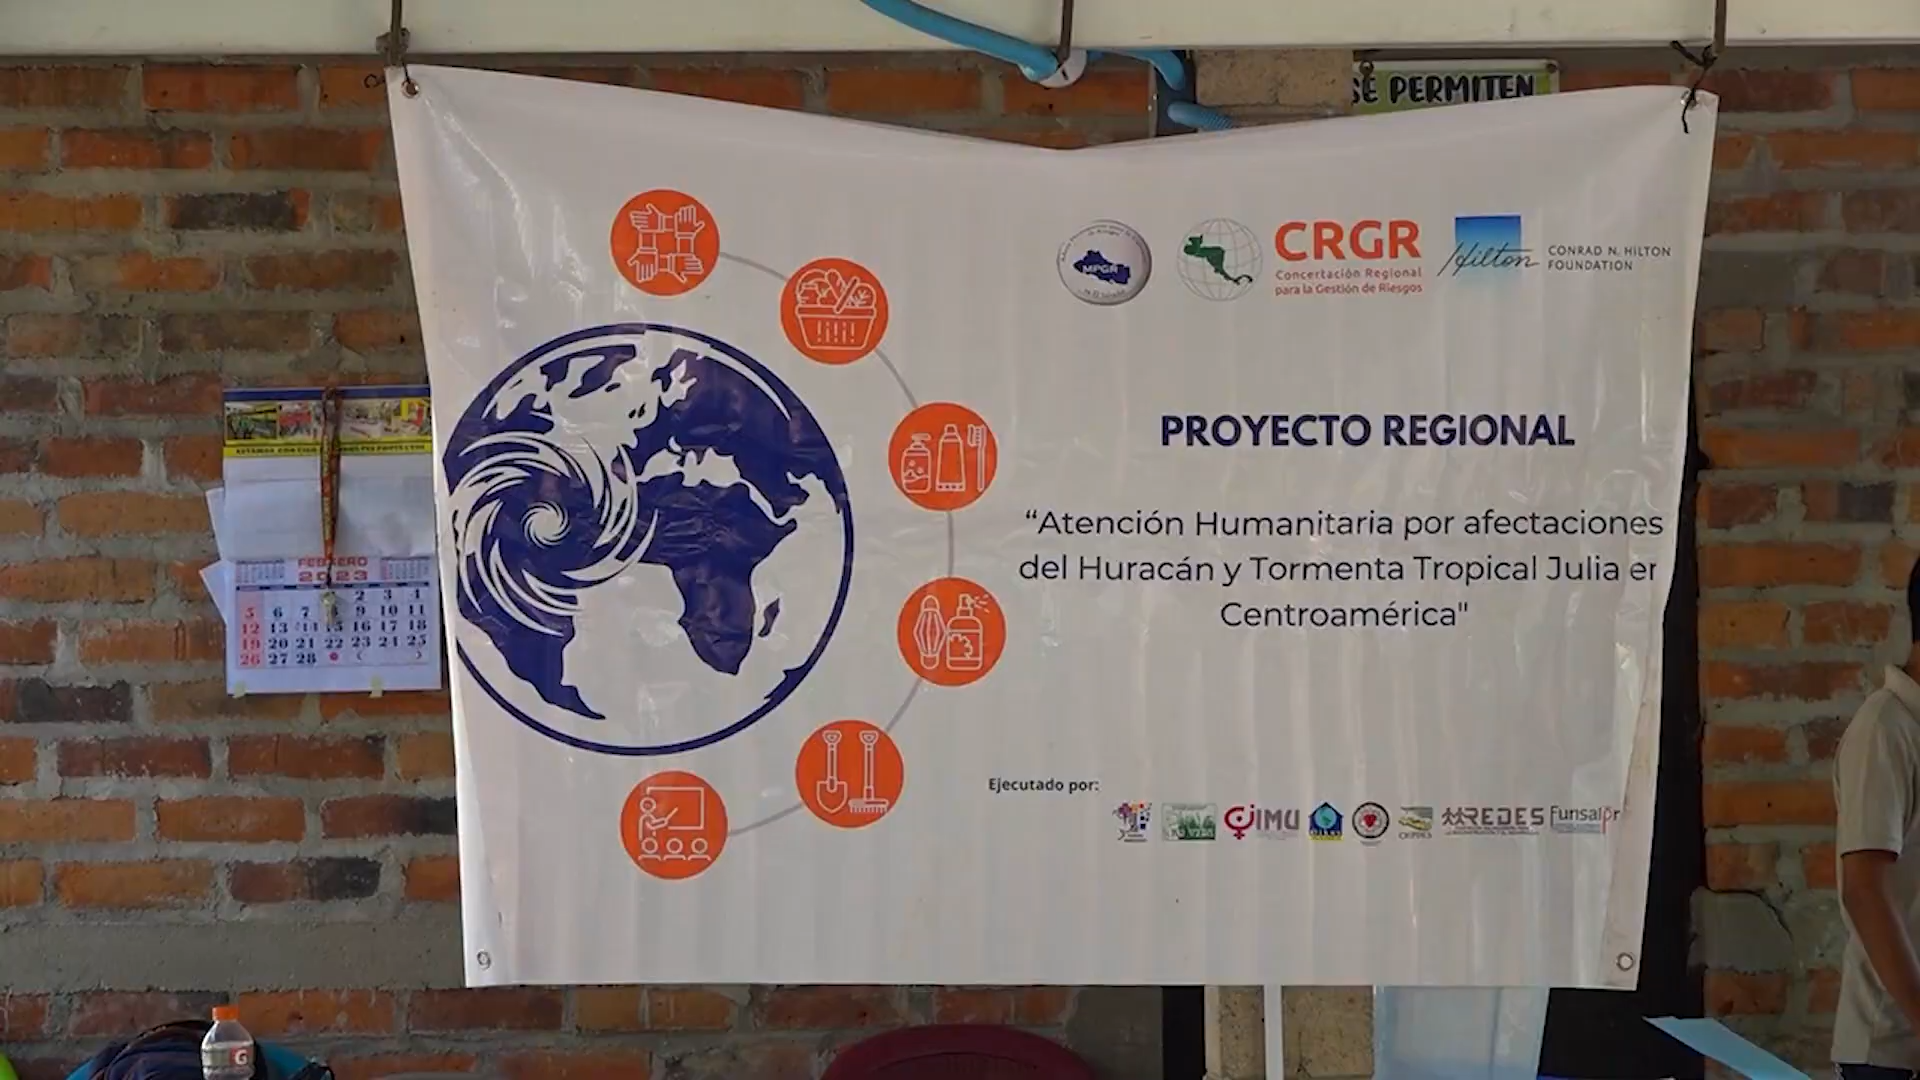 SE PERMITEN
MPGR
CRGR
Concertación Regional
para la Gestión de Riesgos
Hilton
CONRAD N. HILTON
FOUNDATION
PROYECTO REGIONAL
“Atención Humanitaria por afectaciones
del Huracán y Tormenta Tropical Julia en
Centroamérica"
Ejecutado por:
CIMU
REDES
Funsalpr
FEBRERO
2023
2 3 4
5 6 7 8 9 10 11
12 13 14 15 16 17 18
19 20 21 22 23 24 25
26 27 28
G